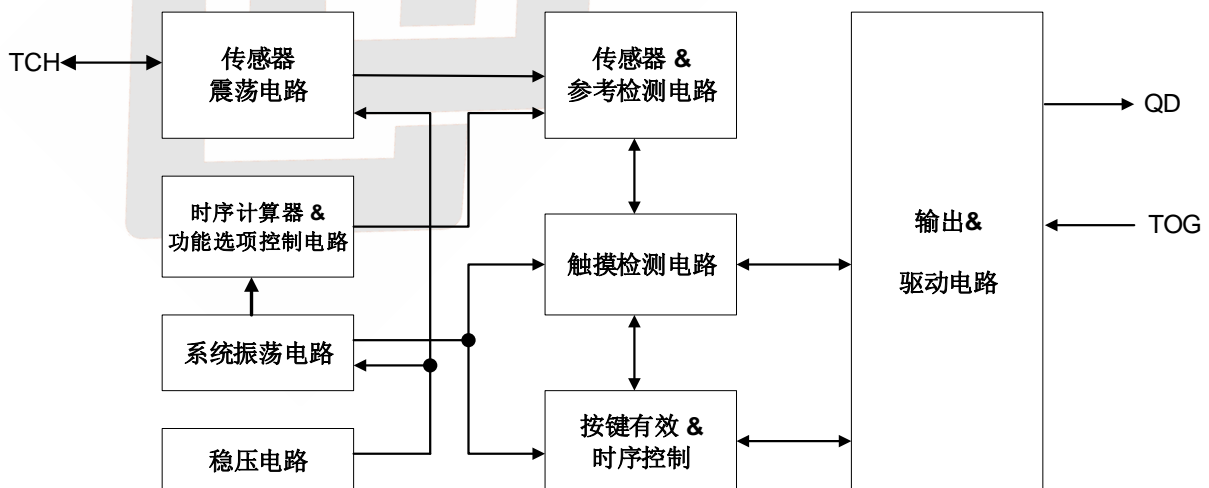 TCH
传感器
震荡电路
传感器 &
参考检测电路
QD
时序计算器 &
功能选项控制电路
输出&
驱动电路
TOG
触摸检测电路
系统振荡电路
按键有效 &
时序控制
稳压电路